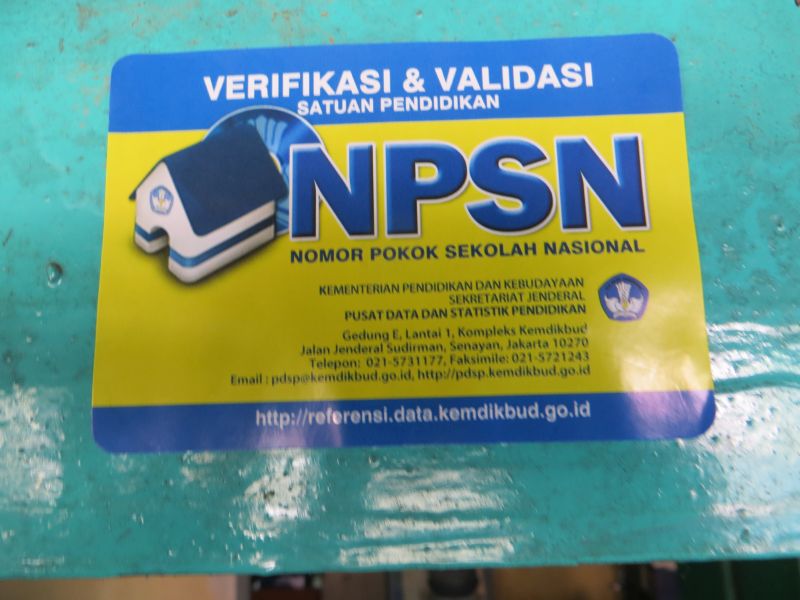 VERIFIKASI & VALIDASI
SATUAN PENDIDIKAN
NPSN
NOMOR POKOK SEKOLAH NASIONAL
KEMENTERIAN PENDIDIKAN DAN KEBUDAYAAN
SEKRETARIAT JENDERAL
PUSAT DATA DAN STATISTIK PENDIDIKAN
Gedung E, Lantai 1, Kompleks Kemdikbud
Jalan Jenderal Sudirman, Senayan, Jakarta 10270
Telepon: 021-5731177, Faksimile: 021-5721243
Email : pdsp@kemdikbud.go.id, http://pdsp.kemdikbud.go.id
http://referensi.data.kemdikbud.go.id